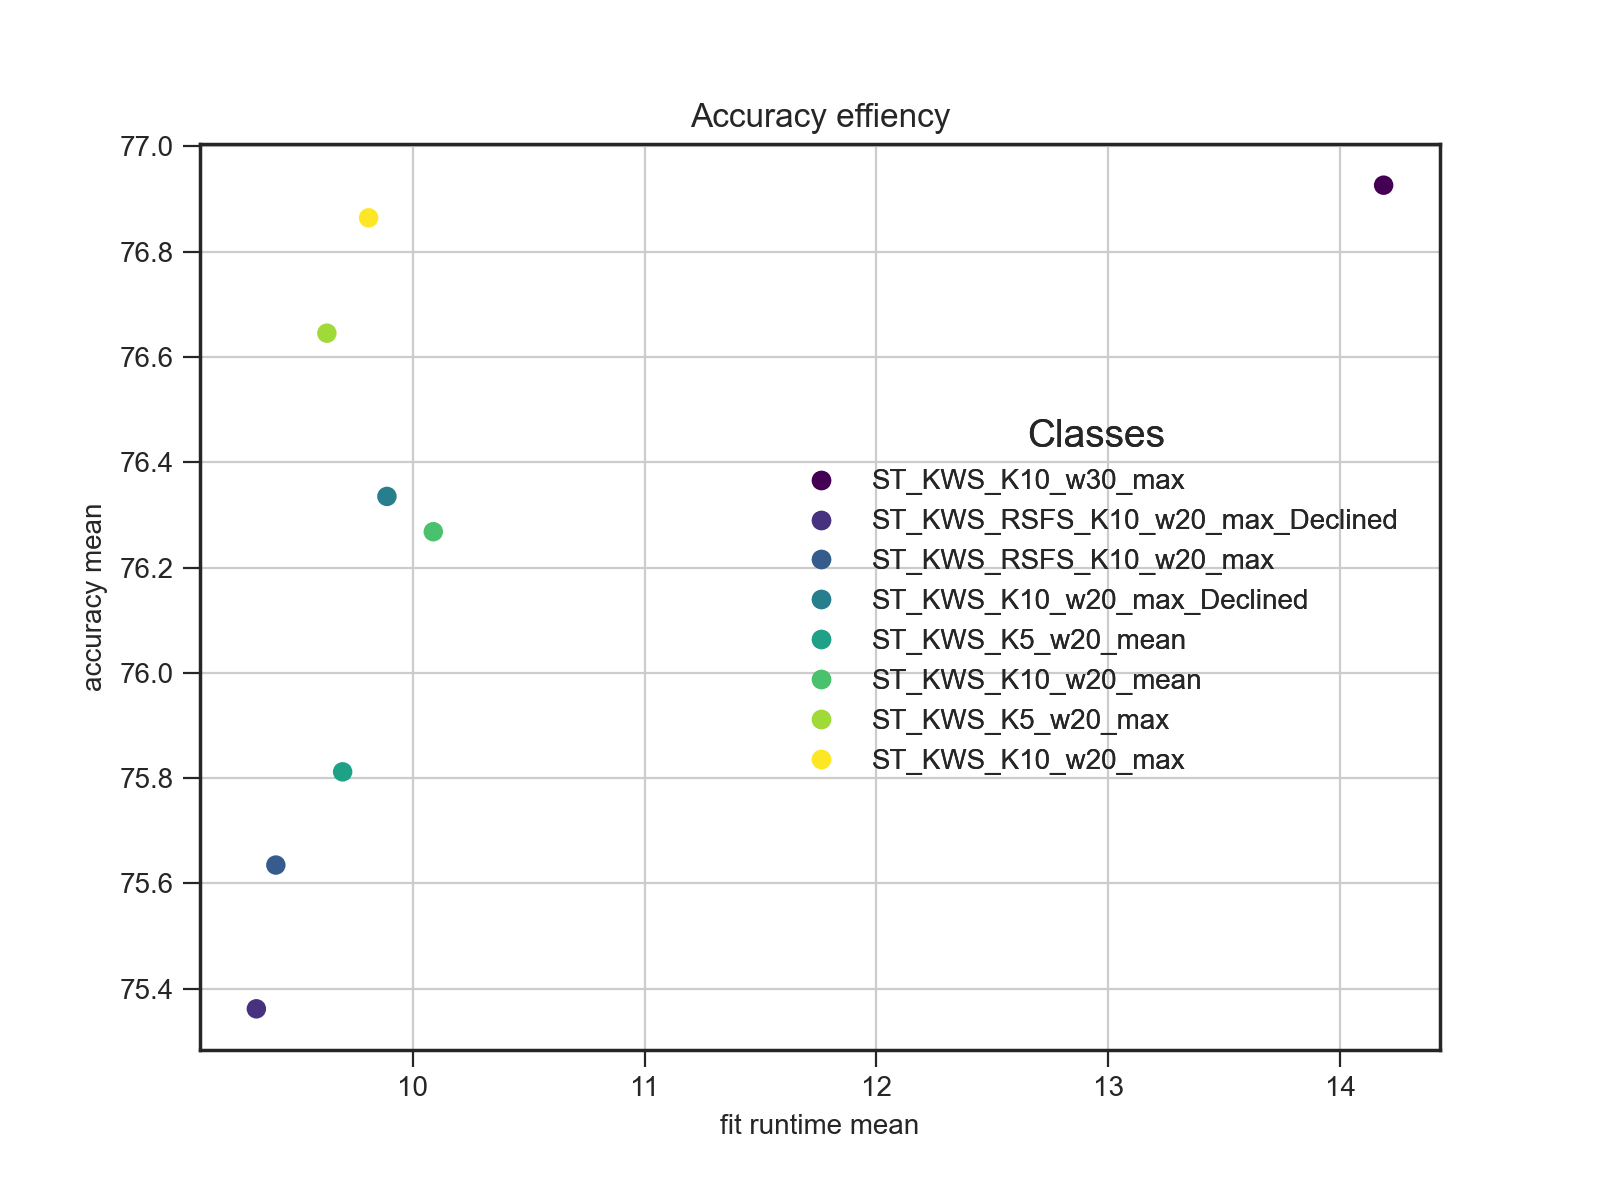 Accuracy effiency
77.0
76.8
76.6
76.4
76.2
76.0
75.8
75.6
75.4
accuracy mean
Classes
ST_KWS_K10_w30_max
ST_KWS_RSFS_K10_w20_max_Declined
ST_KWS_RSFS_K10_w20_max
ST_KWS_K10_w20_max_Declined
ST_KWS_K5_w20_mean
ST_KWS_K10_w20_mean
ST_KWS_K5_w20_max
ST_KWS_K10_w20_max
10 11 12 13 14
fit runtime mean